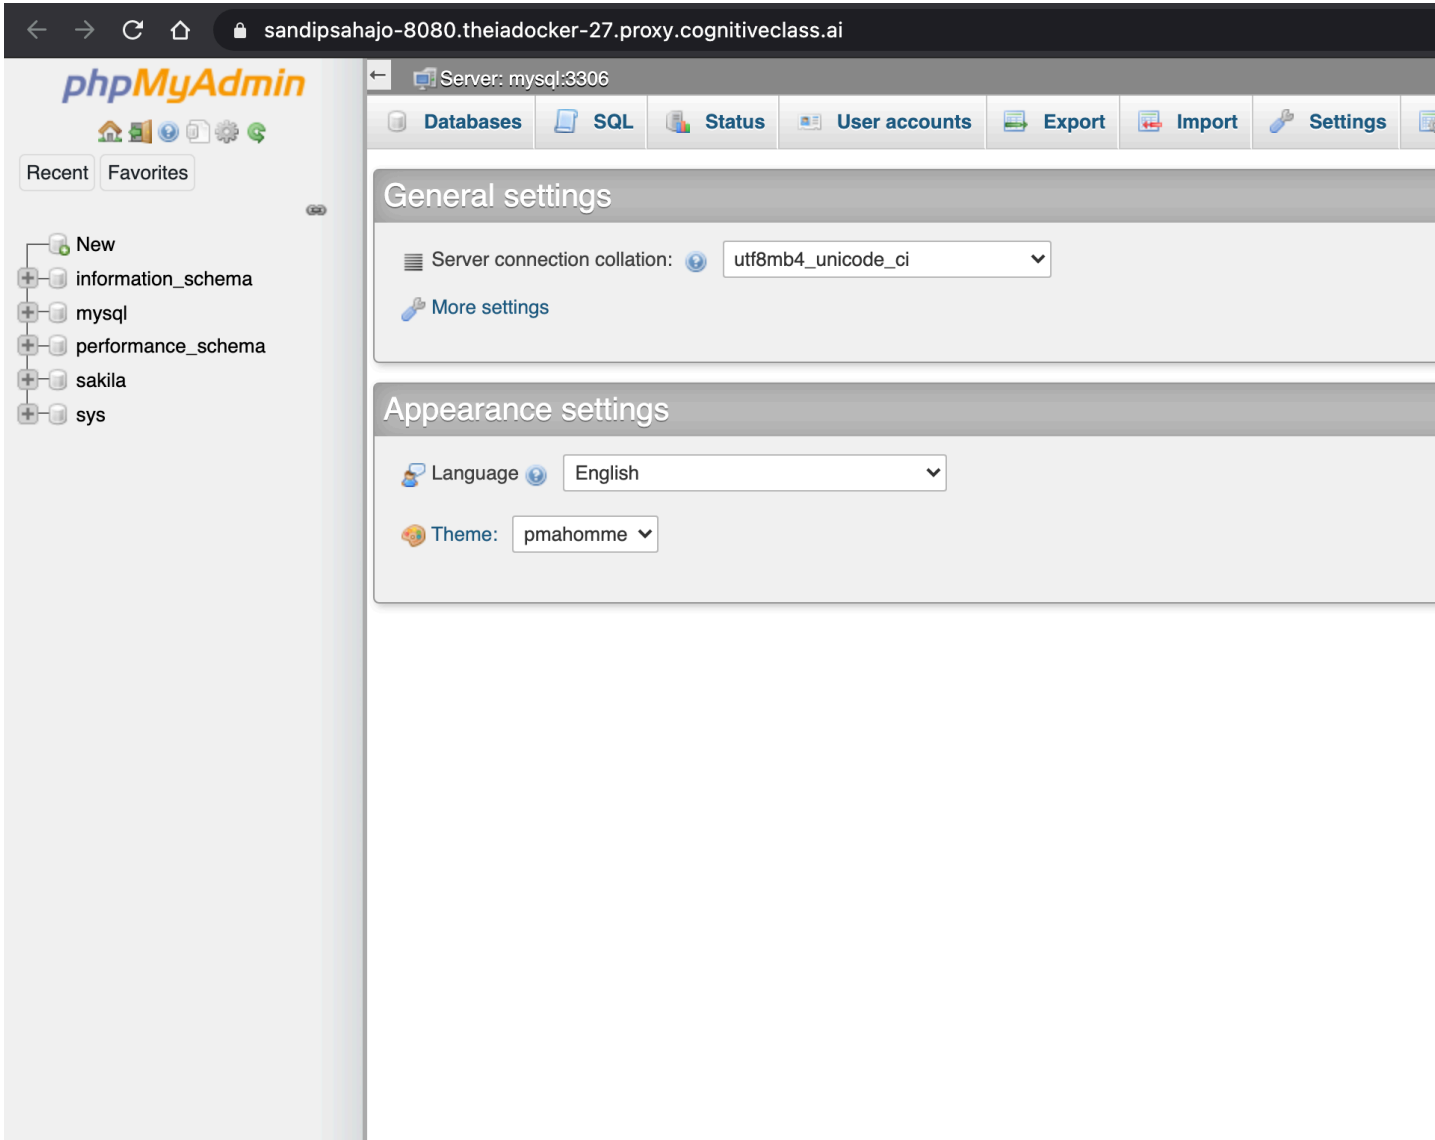 sandipsahajo-8080.theiadocker-27.proxy.cognitiveclass.ai
phpMyAdmin
Recent Favorites
New
information_schema
mysql
performance_schema
sakila
sys
Server: mysql:3306
Databases SQL Status User accounts Export Import Settings
General settings
Server connection collation: utf8mb4_unicode_ci
More settings
Appearance settings
Language English
Theme: pmahomme